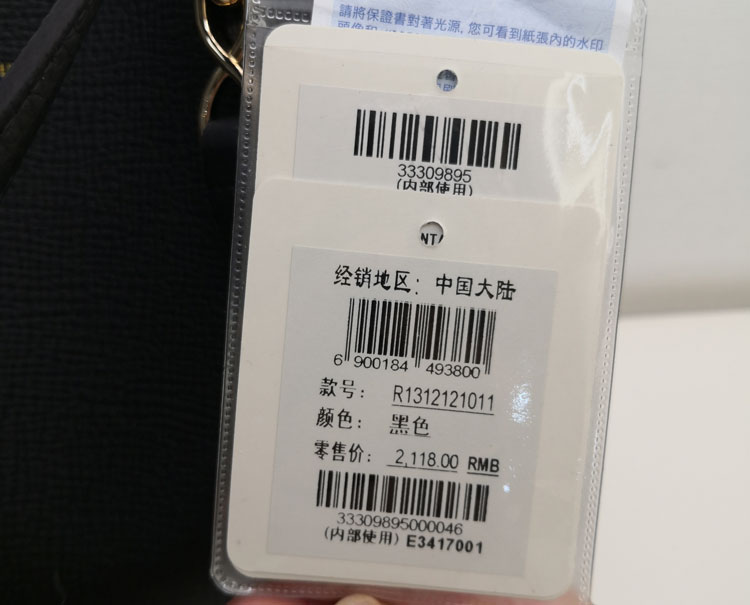 請將保證書對著光源，您可看到紙張內的水印
33309895
(内部使用)
NTA
经销地区：中国大陆
6 900184 493800
款号： R1312121011
颜色： 黑色
零售价： 2,118.00 RMB
33309895000046
(内部使用) E3417001